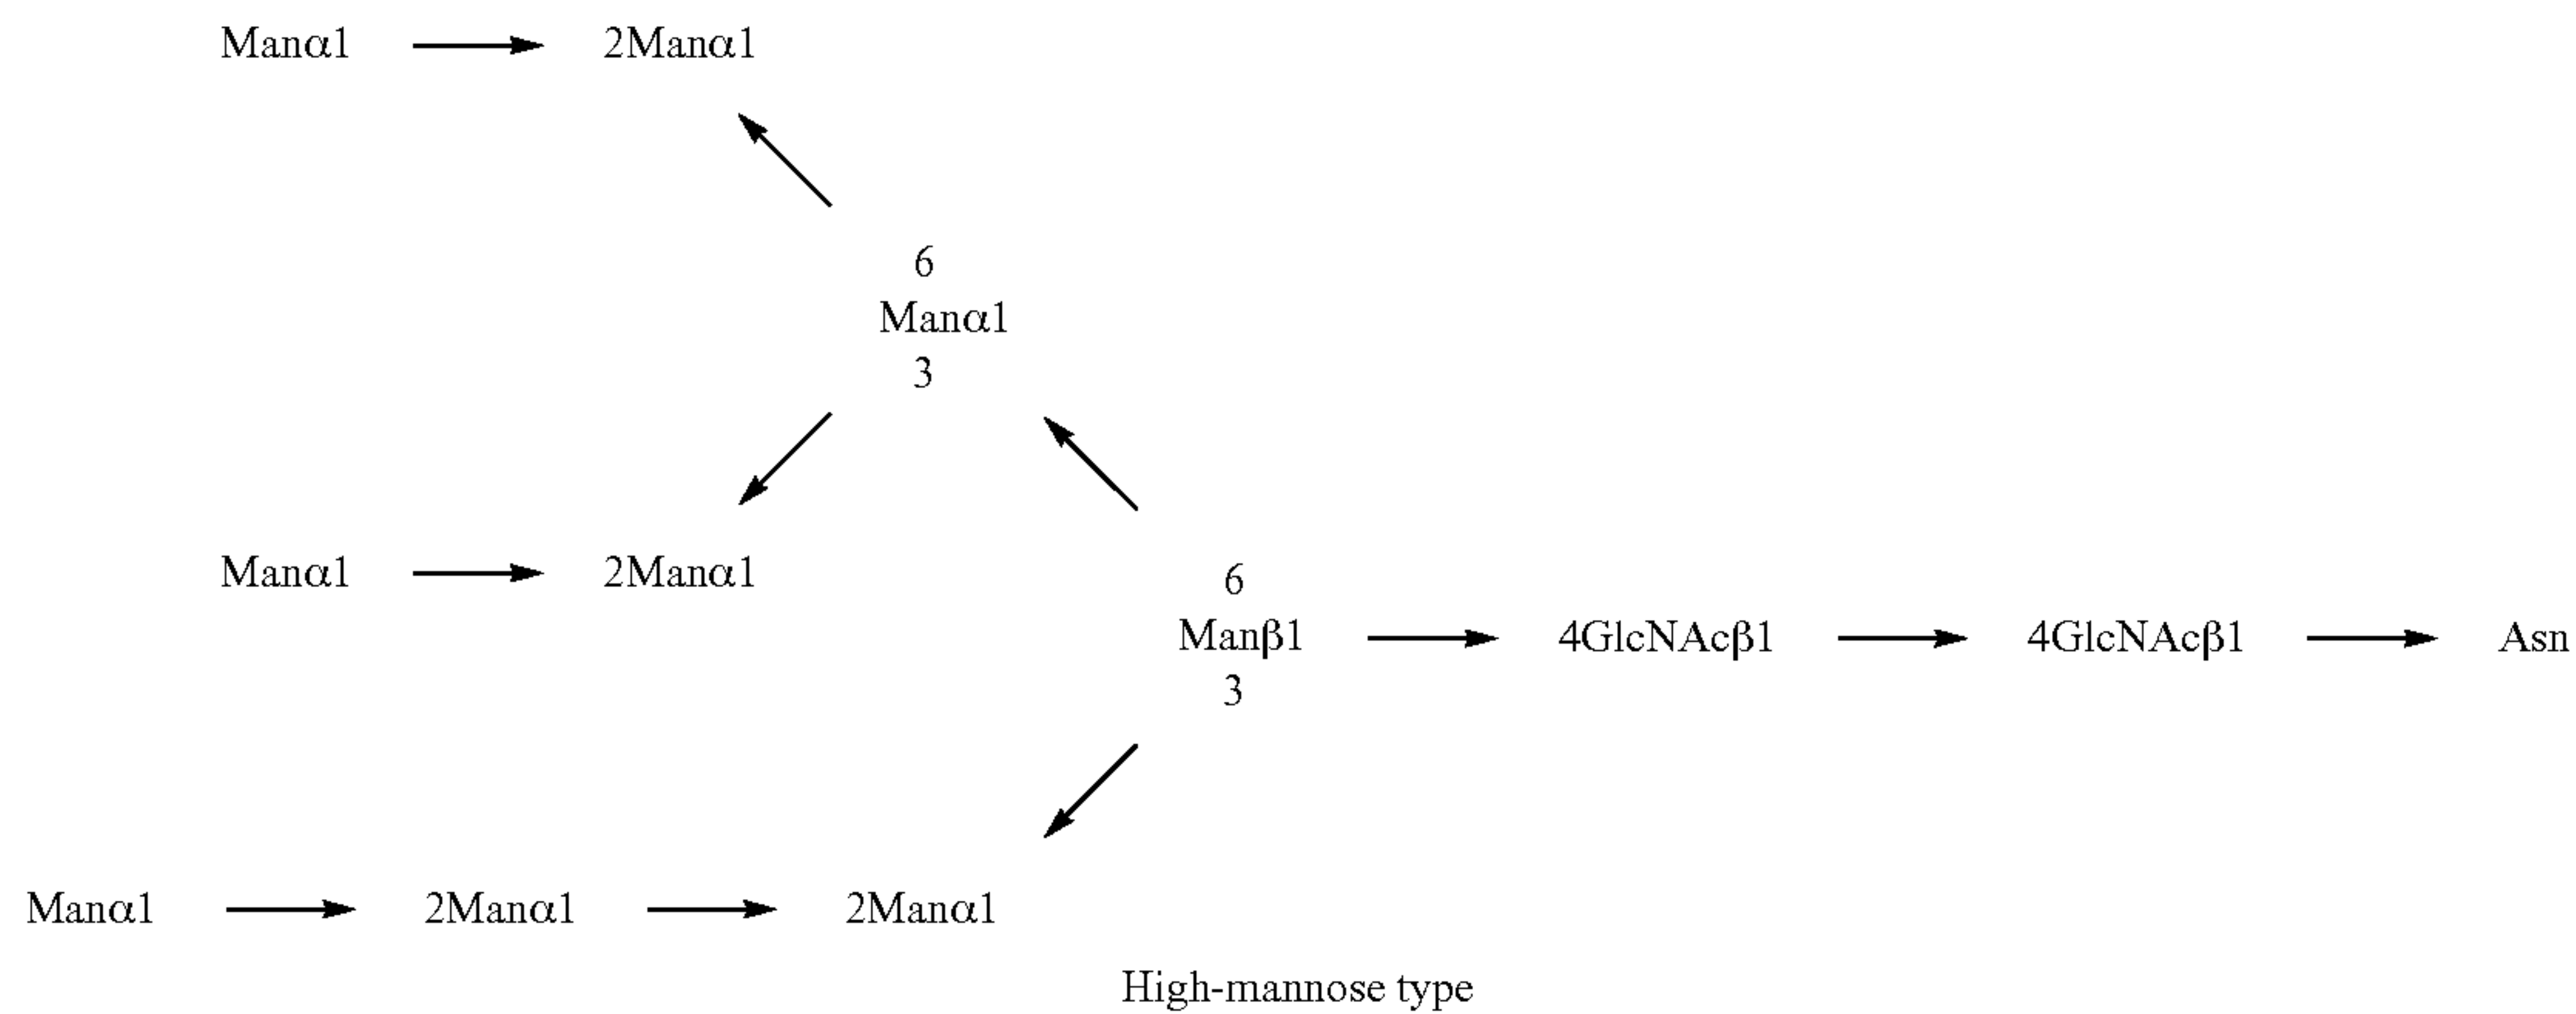 Manα1 2Manα1
6
Manα1
3
Manα1 2Manα1
6
Manβ1 4GlcNAcβ1 4GlcNAcβ1 Asn
3
Manα1 2Manα1 2Manα1
High-mannose type